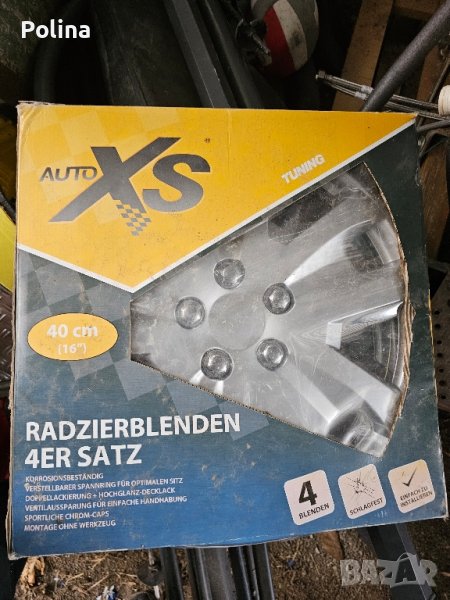 Polina
AUTO XS
®
TUNING
40 cm
(16")
RADZIERBLENDEN
4ER SATZ
KORROSIONSBESTÄNDIG
VERSTELLBARER SPANNRING FÜR OPTIMALEN SITZ
DOPPELLACKIERUNG + HOCHGLANZ-DECKLACK
VENTILAUSSPARUNG FÜR EINFACHE HANDHABUNG
SPORTLICHE CHROM-CAPS
MONTAGE OHNE WERKZEUG
4
BLENDEN
SCHLAGFEST
EINFACH ZU
INSTALLIEREN
BAZAR